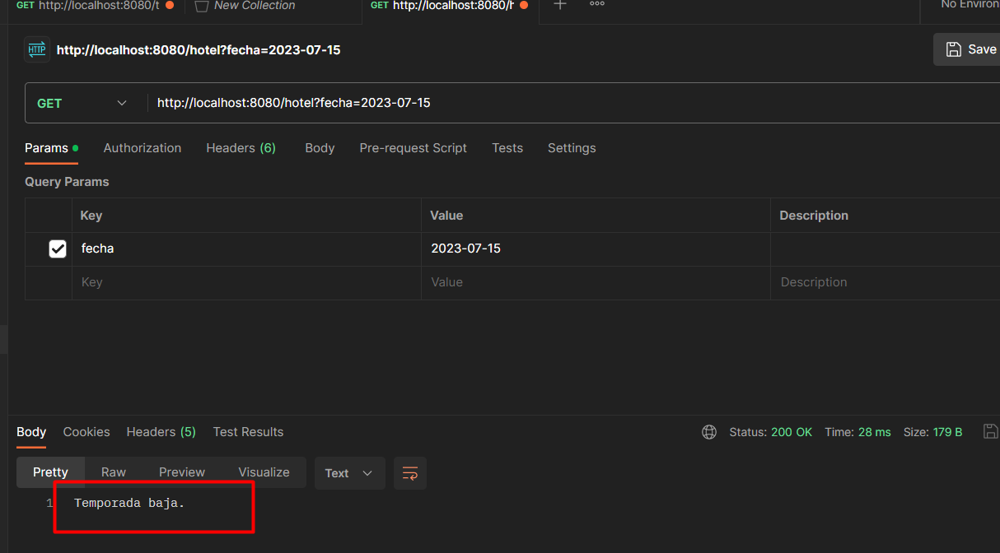 GET http://localhost:8080/t New Collection GET http://localhost:8080/h No Environ
HTTP http://localhost:8080/hotel?fecha=2023-07-15 Save
GET http://localhost:8080/hotel?fecha=2023-07-15
Params Authorization Headers (6) Body Pre-request Script Tests Settings
Query Params
Key Value Description
fecha 2023-07-15
Key Value Description
Body Cookies Headers (5) Test Results Status: 200 OK Time: 28 ms Size: 179 B
Pretty Raw Preview Visualize Text
1 Temporada baja.